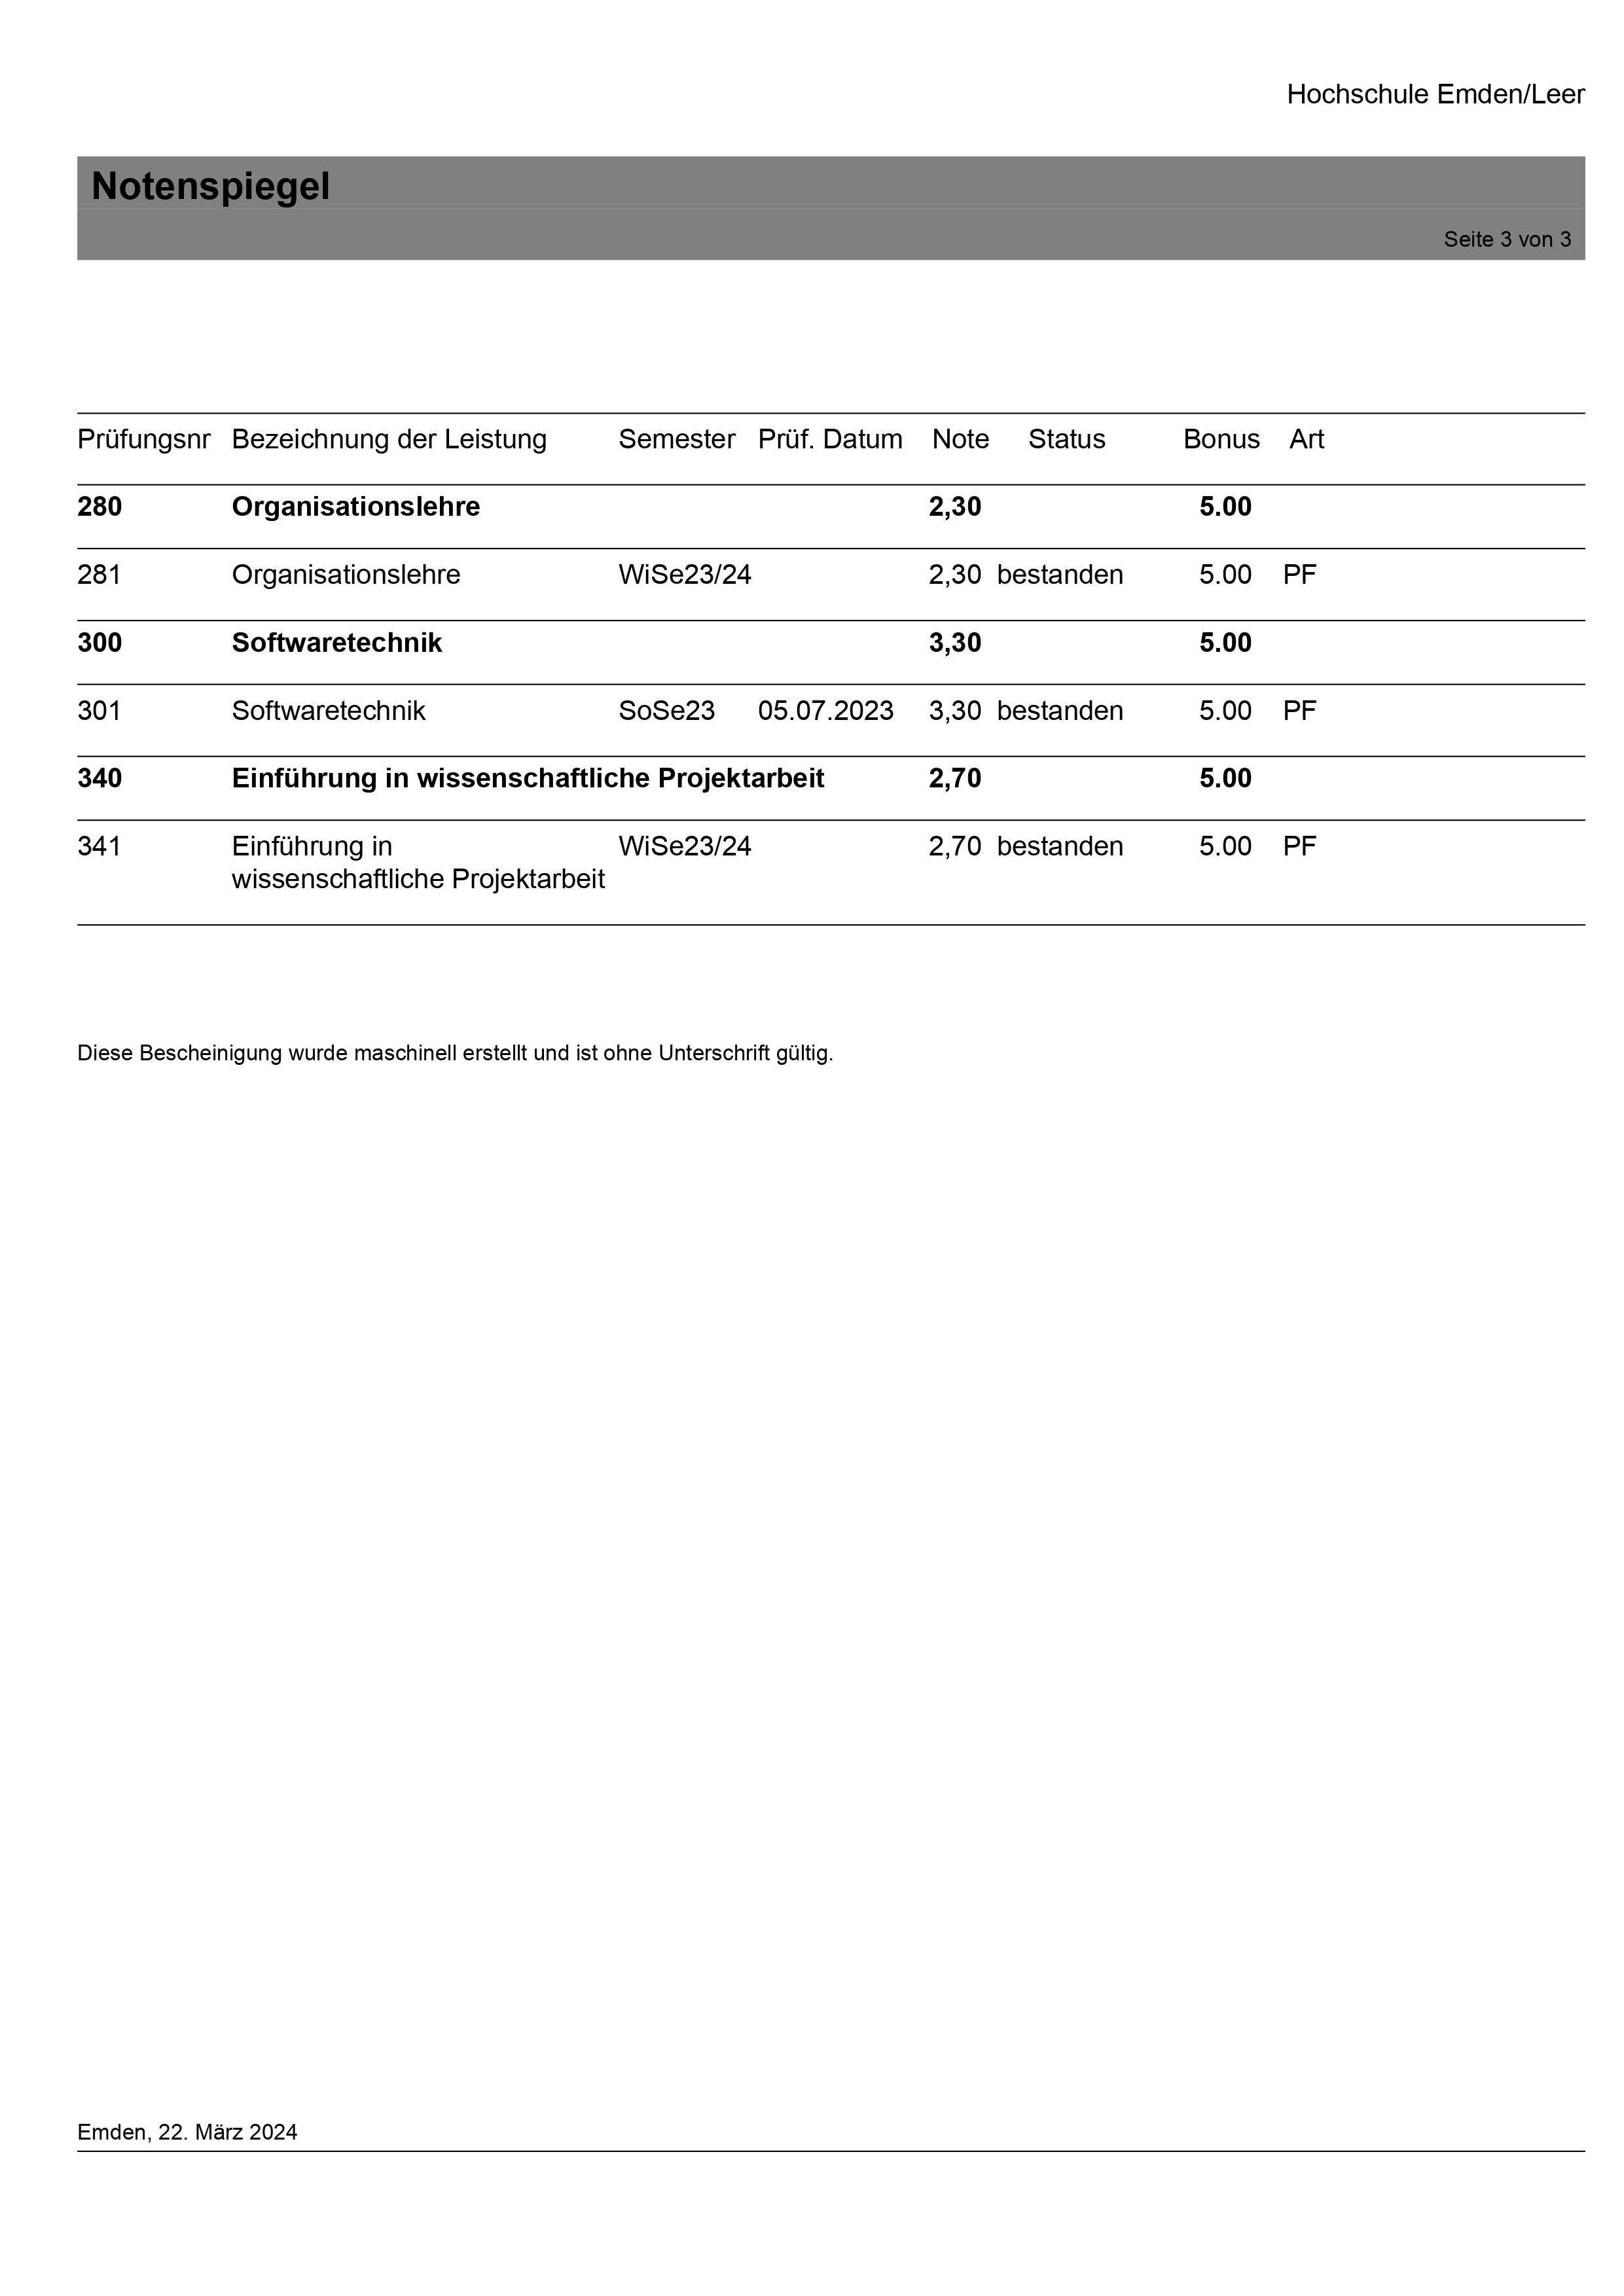 Hochschule Emden/Leer
Notenspiegel
Seite 3 von 3
Prüfungsnr Bezeichnung der Leistung Semester Prüf. Datum Note Status Bonus Art
280 Organisationslehre 2,30 5.00
281 Organisationslehre WiSe23/24 2,30 bestanden 5.00 PF
300 Softwaretechnik 3,30 5.00
301 Softwaretechnik SoSe23 05.07.2023 3,30 bestanden 5.00 PF
340 Einführung in wissenschaftliche Projektarbeit 2,70 5.00
341 Einführung in WiSe23/24 2,70 bestanden 5.00 PF
wissenschaftliche Projektarbeit
Diese Bescheinigung wurde maschinell erstellt und ist ohne Unterschrift gültig.
Emden, 22. März 2024